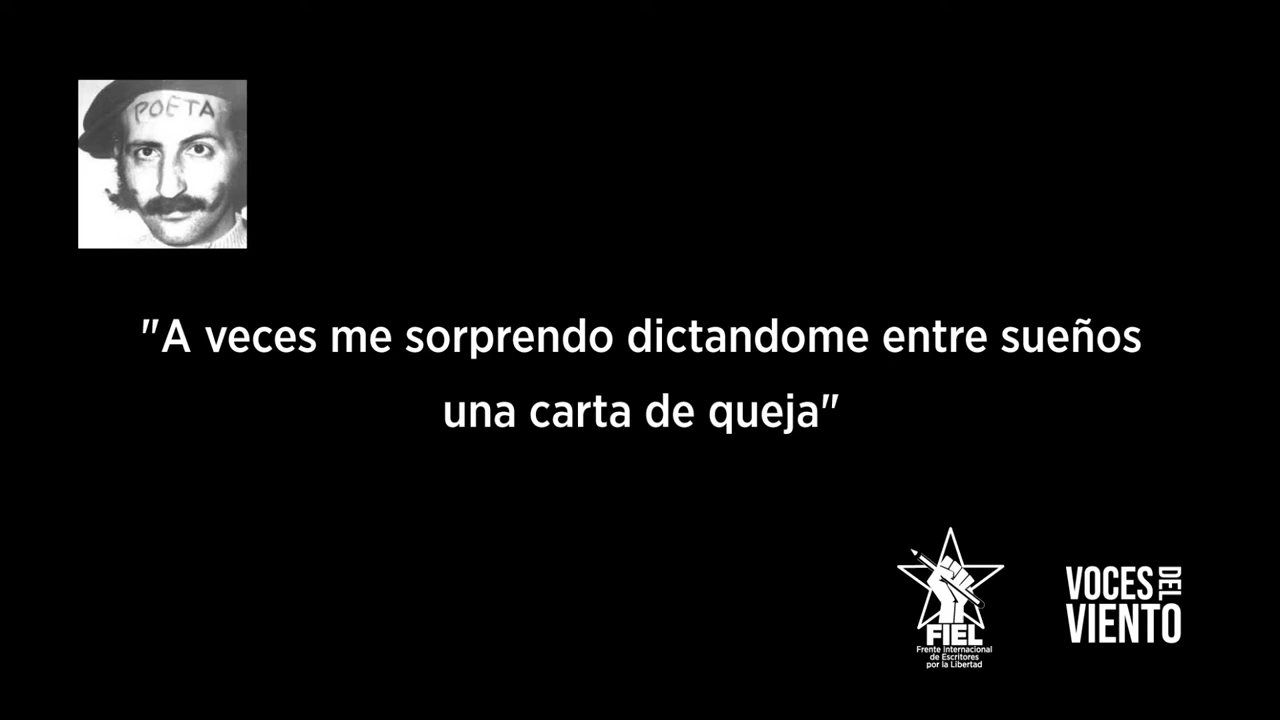 POETA
"A veces me sorprendo dictandome entre sueños
una carta de queja"
FIEL
Frente Internacional
de Escritores
por la Libertad
VOCES DEL
VIENTO